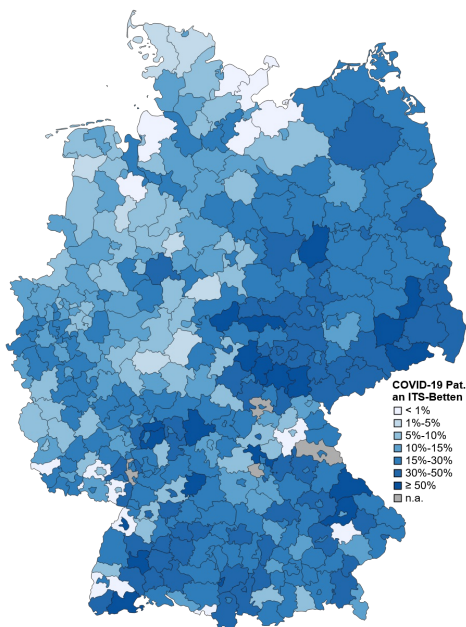 COVID-19 Pat.
an ITS-Betten
< 1%
1%-5%
5%-10%
10%-15%
15%-30%
30%-50%
≥ 50%
n.a.